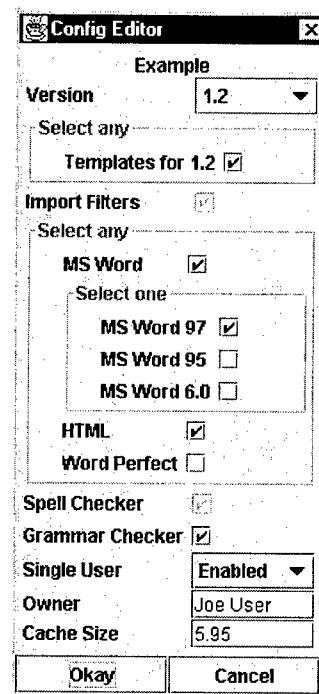 Config Editor
Example
Version 1.2
Select any
Templates for 1.2
Import Filters
Select any
MS Word
Select one
MS Word 97
MS Word 95
MS Word 6.0
HTML
Word Perfect
Spell Checker
Grammar Checker
Single User Enabled
Owner Joe User
Cache Size 5.95
Okay Cancel